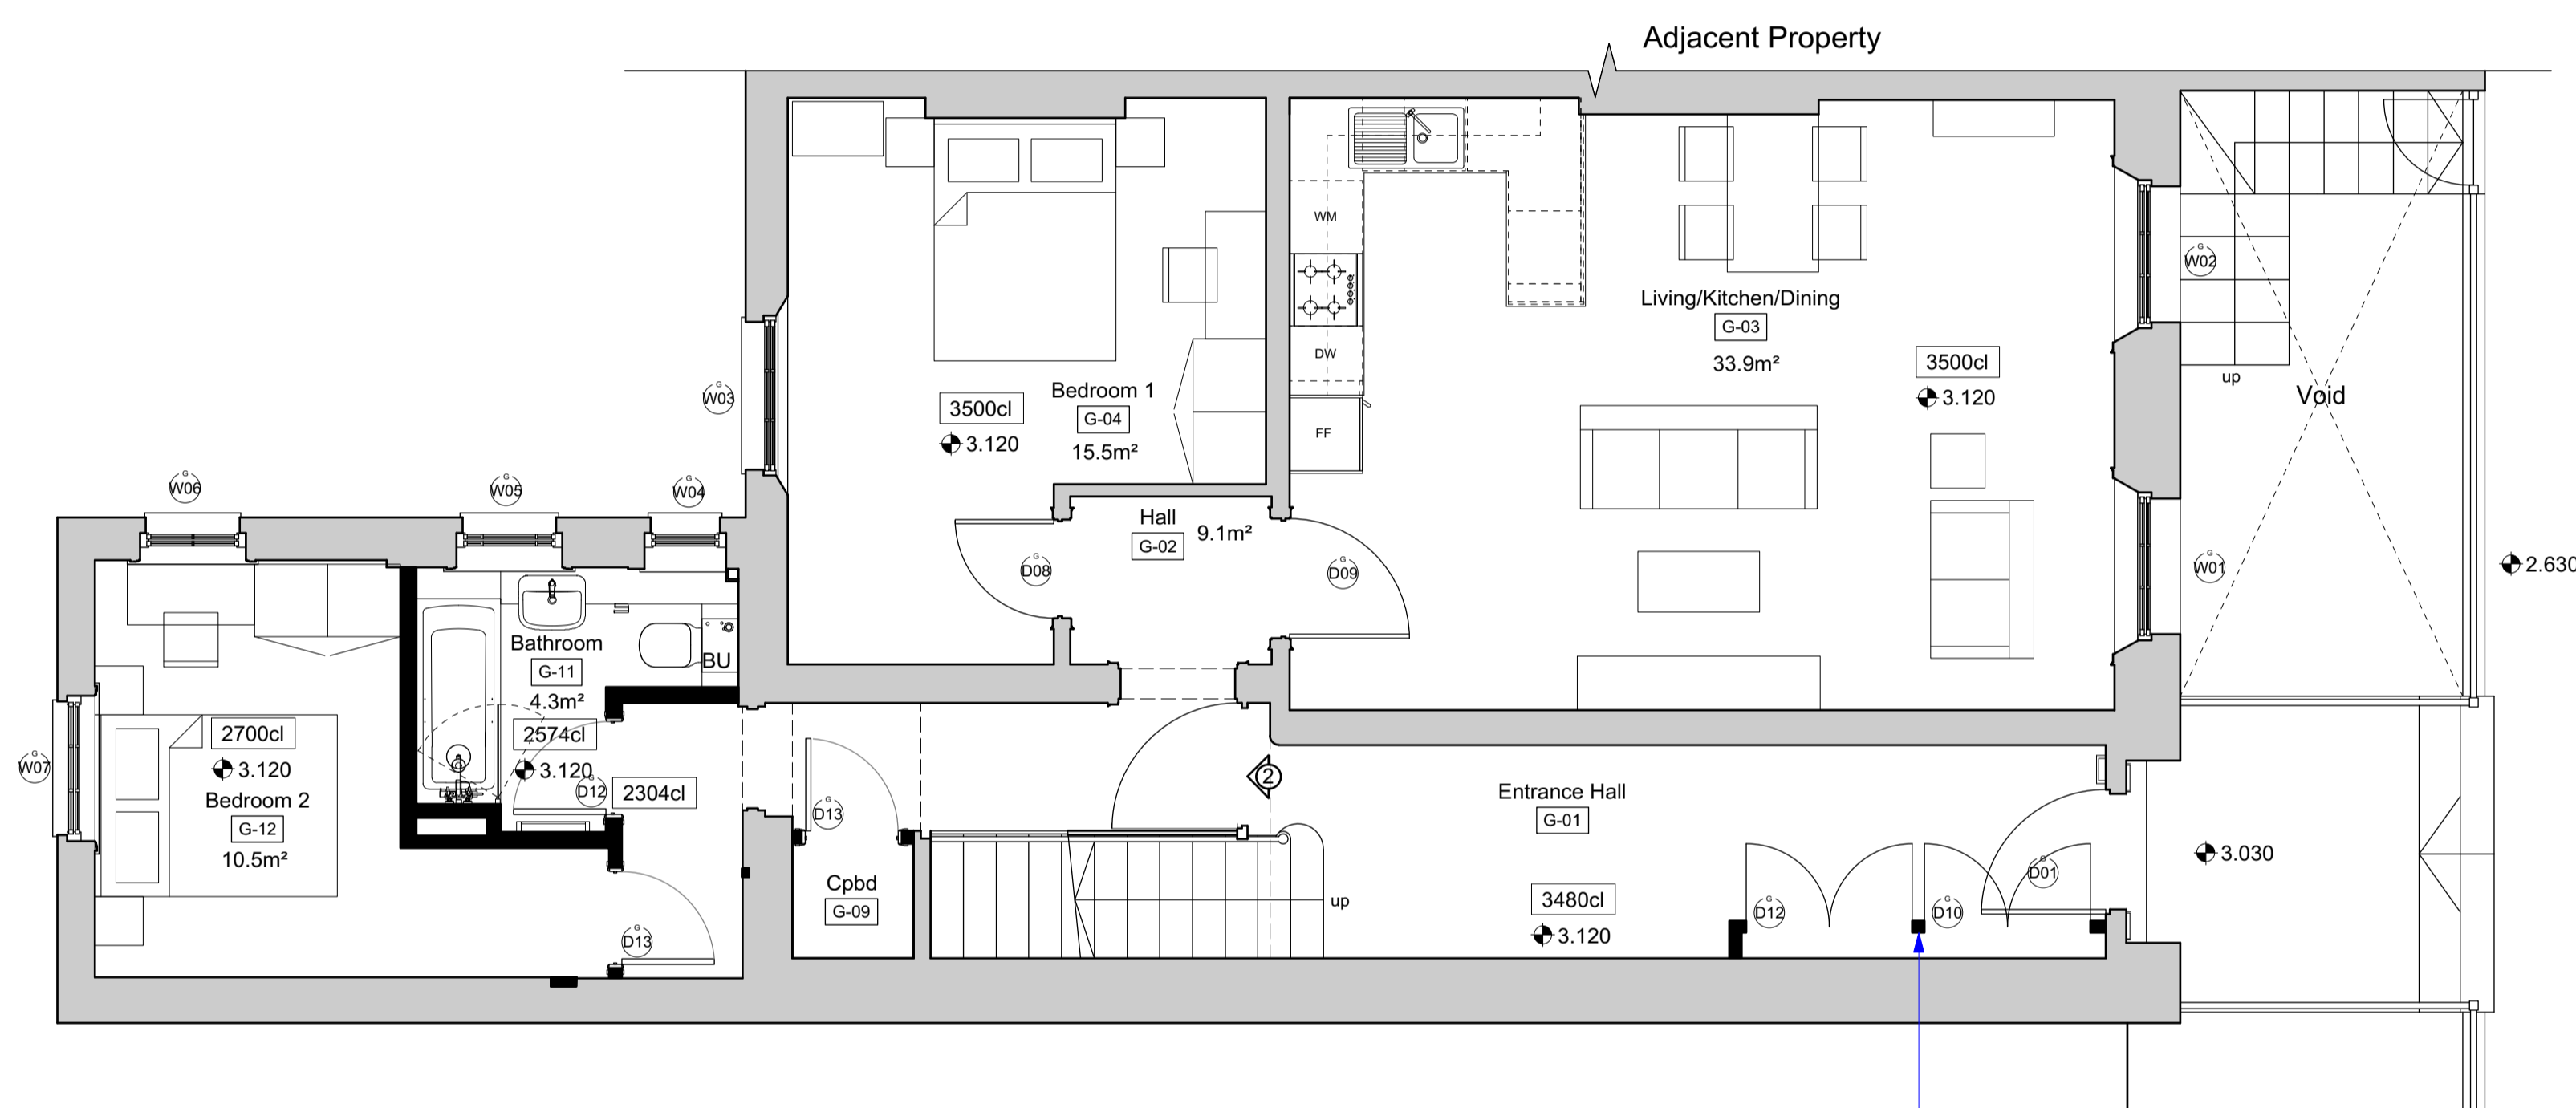 Adjacent Property
WM
DW
FF
Living/Kitchen/Dining
G-03
33.9m²
3500cl
3.120
G
W02
up
Void
G
W01
2.630
Bedroom 1
G-04
15.5m²
3500cl
3.120
G
W03
G
W06
G
W05
G
W04
Hall
G-02
9.1m²
G
D08
G
D09
Bathroom
G-11
4.3m²
2574cl
3.120
BU
G
D12
2304cl
G
W07
2700cl
3.120
Bedroom 2
G-12
10.5m²
G
D13
G
D13
Cpbd
G-09
2
up
Entrance Hall
G-01
3480cl
3.120
G
D12
G
D10
G
D01
3.030